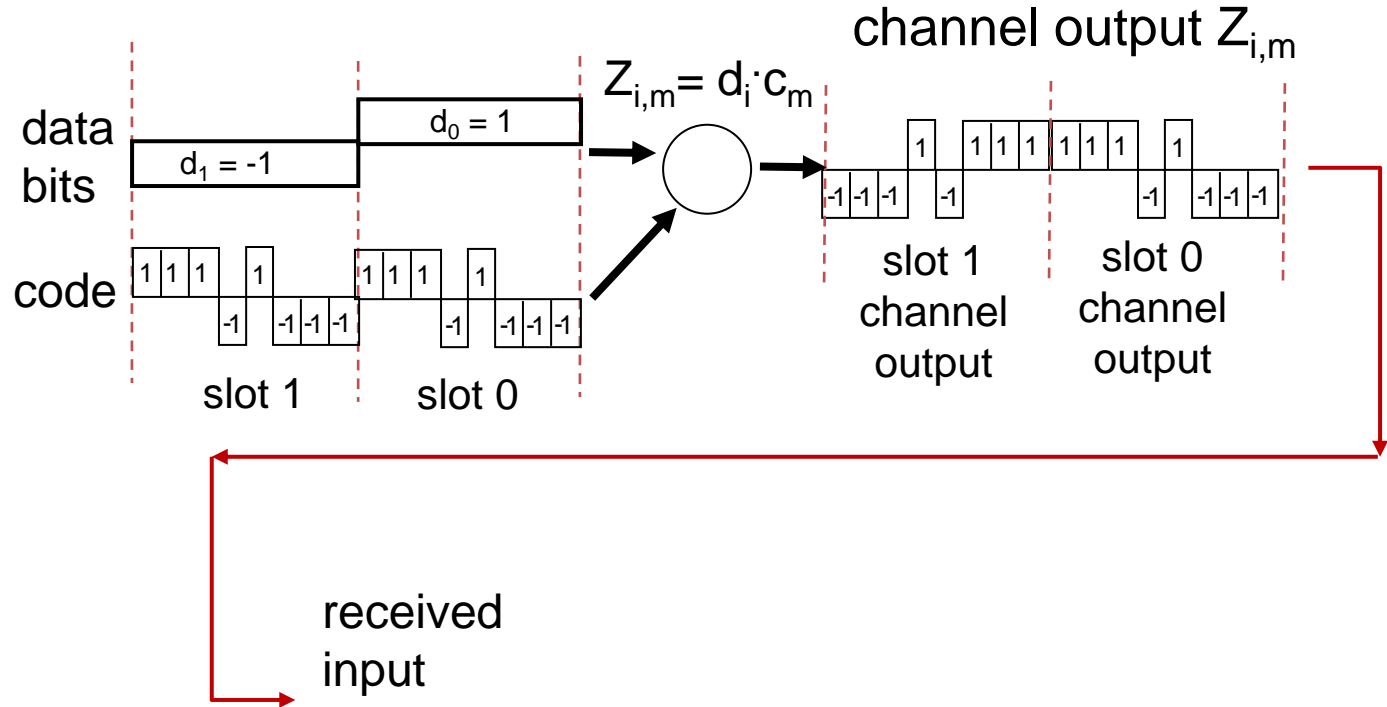 channel output Z_{i,m}
Z_{i,m}= d_i·c_m
data
bits
d_1 = -1
d_0 = 1
-1 -1 -1 1 -1 1 1 1 1 1 1 -1 1 -1 -1 -1
code
1 1 1 -1 1 -1 -1 -1 1 1 1 -1 1 -1 -1 -1
slot 1
slot 0
slot 1
channel
output
slot 0
channel
output
received
input